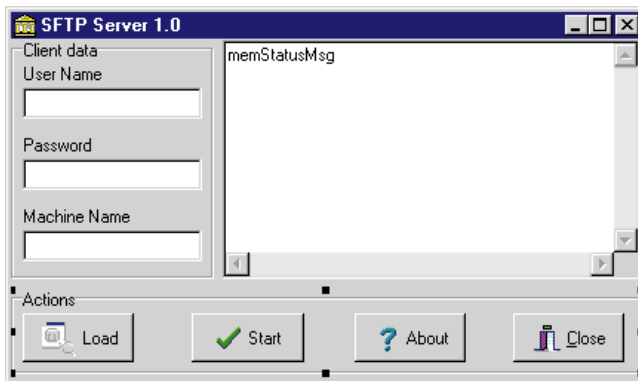 SFTP Server 1.0
Client data
User Name
Password
Machine Name
memStatusMsg
Actions
Load
Start
About
Close